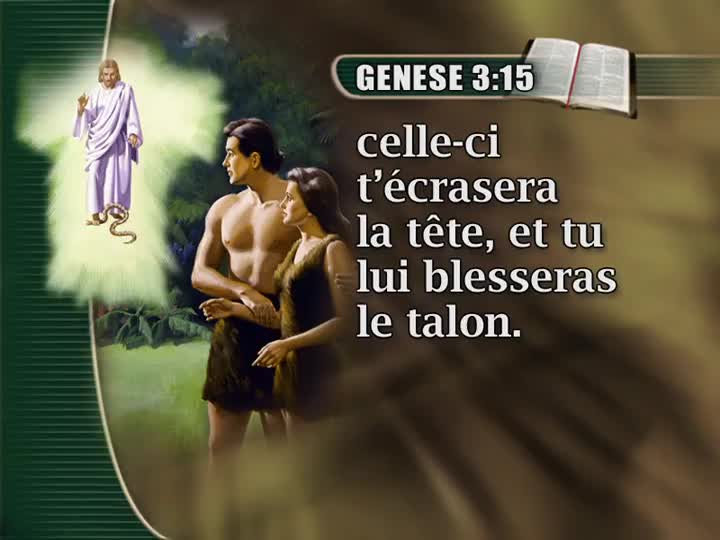 GENESE 3:15
celle-ci
t’écrasera
la tête, et tu
lui blesseras
le talon.